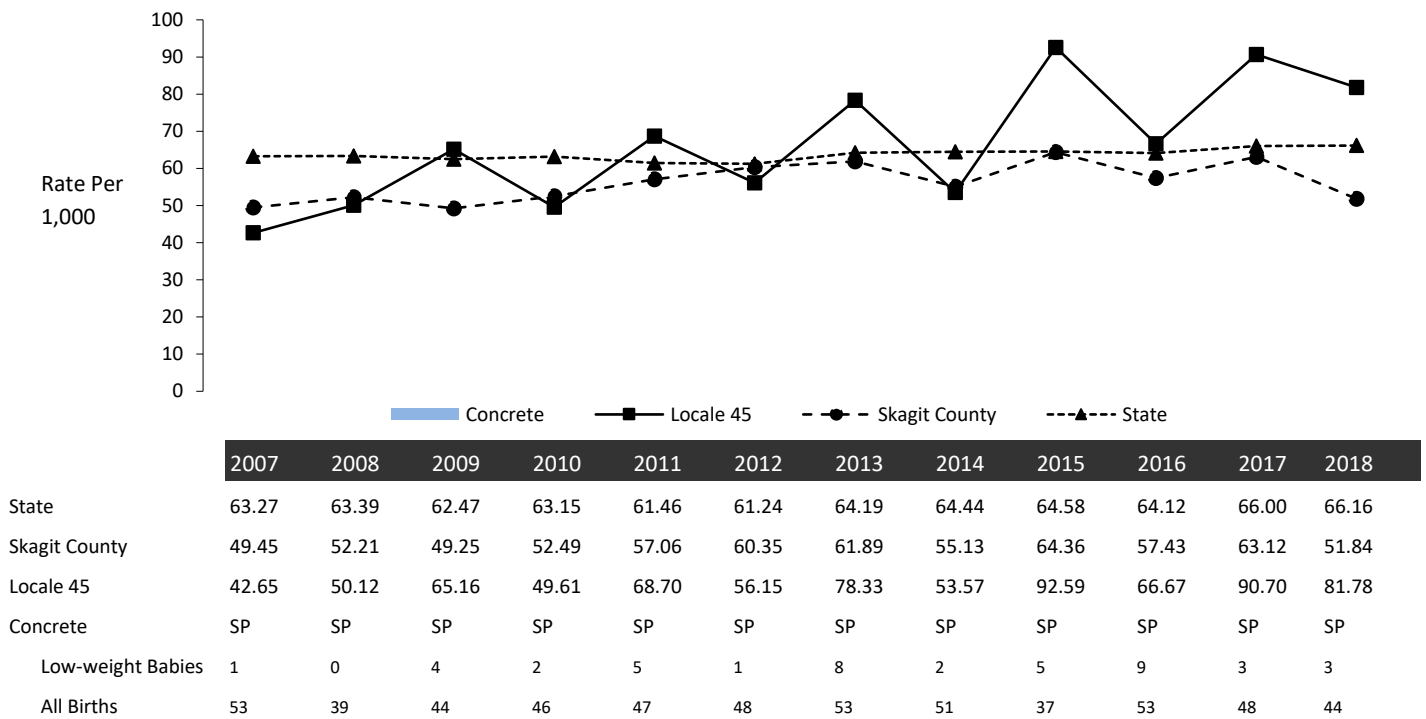 100
90
80
70
60
50
40
30
20
10
0
Rate Per
1,000
Concrete Locale 45 Skagit County State
2007 2008 2009 2010 2011 2012 2013 2014 2015 2016 2017 2018
State 63.27 63.39 62.47 63.15 61.46 61.24 64.19 64.44 64.58 64.12 66.00 66.16
Skagit County 49.45 52.21 49.25 52.49 57.06 60.35 61.89 55.13 64.36 57.43 63.12 51.84
Locale 45 42.65 50.12 65.16 49.61 68.70 56.15 78.33 53.57 92.59 66.67 90.70 81.78
Concrete SP SP SP SP SP SP SP SP SP SP SP SP
Low-weight Babies 1 0 4 2 5 1 8 2 5 9 3 3
All Births 53 39 44 46 47 48 53 51 37 53 48 44